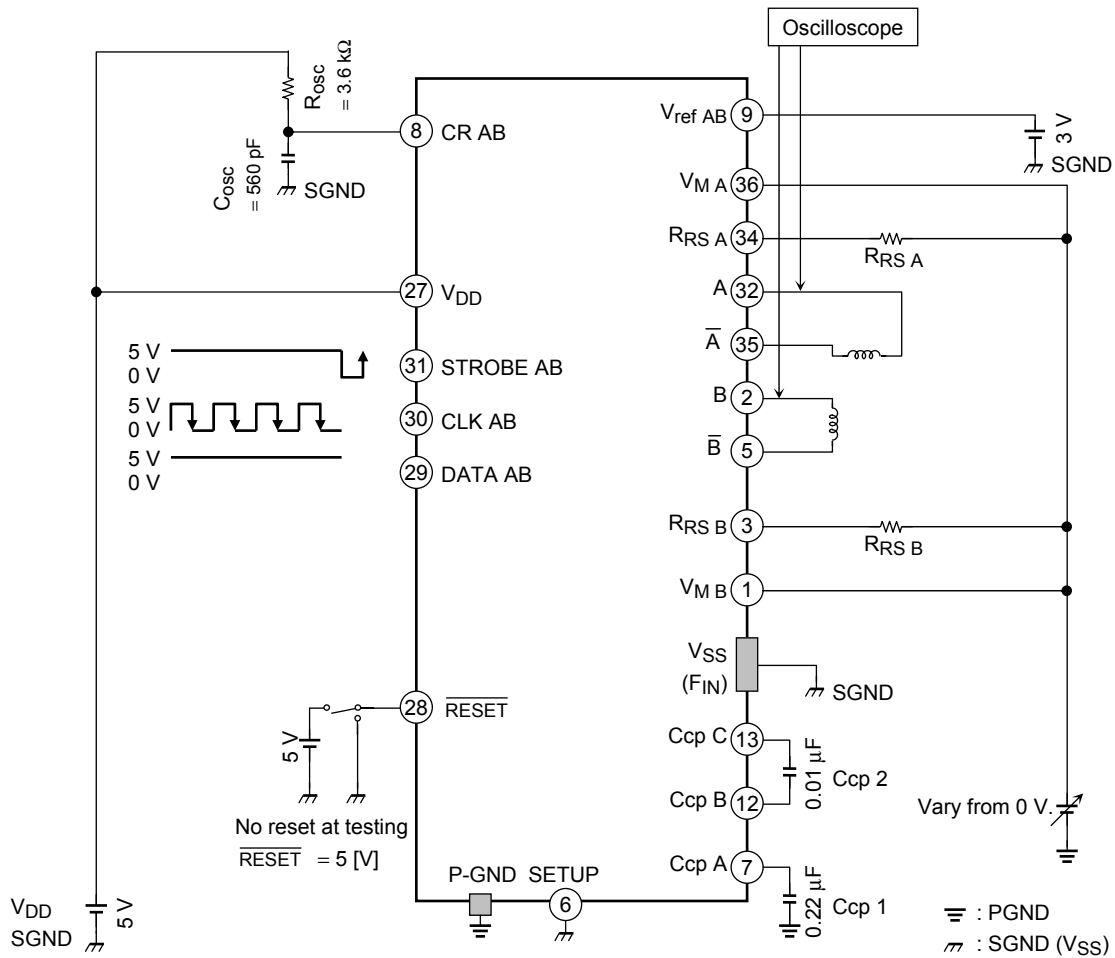 Oscilloscope
Rosc
= 3.6 kΩ
Cosc
= 560 pF
SGND
8
CR AB
27
VDD
5 V
0 V
31
STROBE AB
5 V
0 V
30
CLK AB
5 V
0 V
29
DATA AB
28
RESET
5 V
No reset at testing
RESET = 5 [V]
P-GND
SETUP
6
VDD
SGND
5 V
Vref AB
9
3 V
SGND
VM A
36
RRS A
34
RRS A
A
32
A
35
B
2
B
5
RRS B
3
RRS B
VM B
1
VSS
(FIN)
SGND
Ccp C
13
0.01 μF
Ccp 2
Ccp B
12
Ccp A
7
0.22 μF
Ccp 1
Vary from 0 V.
: PGND
: SGND (VSS)